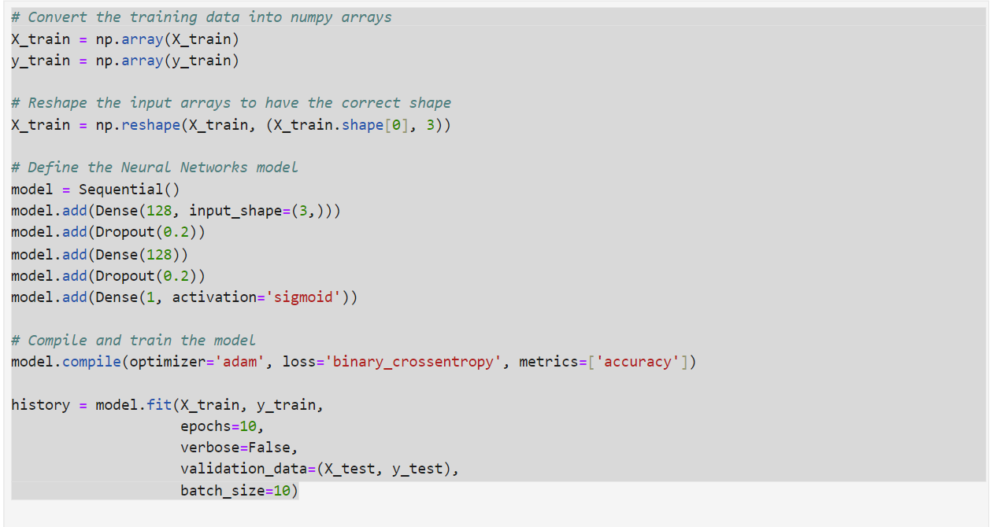 # Convert the training data into numpy arrays
X_train = np.array(X_train)
y_train = np.array(y_train)

# Reshape the input arrays to have the correct shape
X_train = np.reshape(X_train, (X_train.shape[0], 3))

# Define the Neural Networks model
model = Sequential()
model.add(Dense(128, input_shape=(3,)))
model.add(Dropout(0.2))
model.add(Dense(128))
model.add(Dropout(0.2))
model.add(Dense(1, activation='sigmoid'))

# Compile and train the model
model.compile(optimizer='adam', loss='binary_crossentropy', metrics=['accuracy'])

history = model.fit(X_train, y_train,
                    epochs=10,
                    verbose=False,
                    validation_data=(X_test, y_test),
                    batch_size=10)